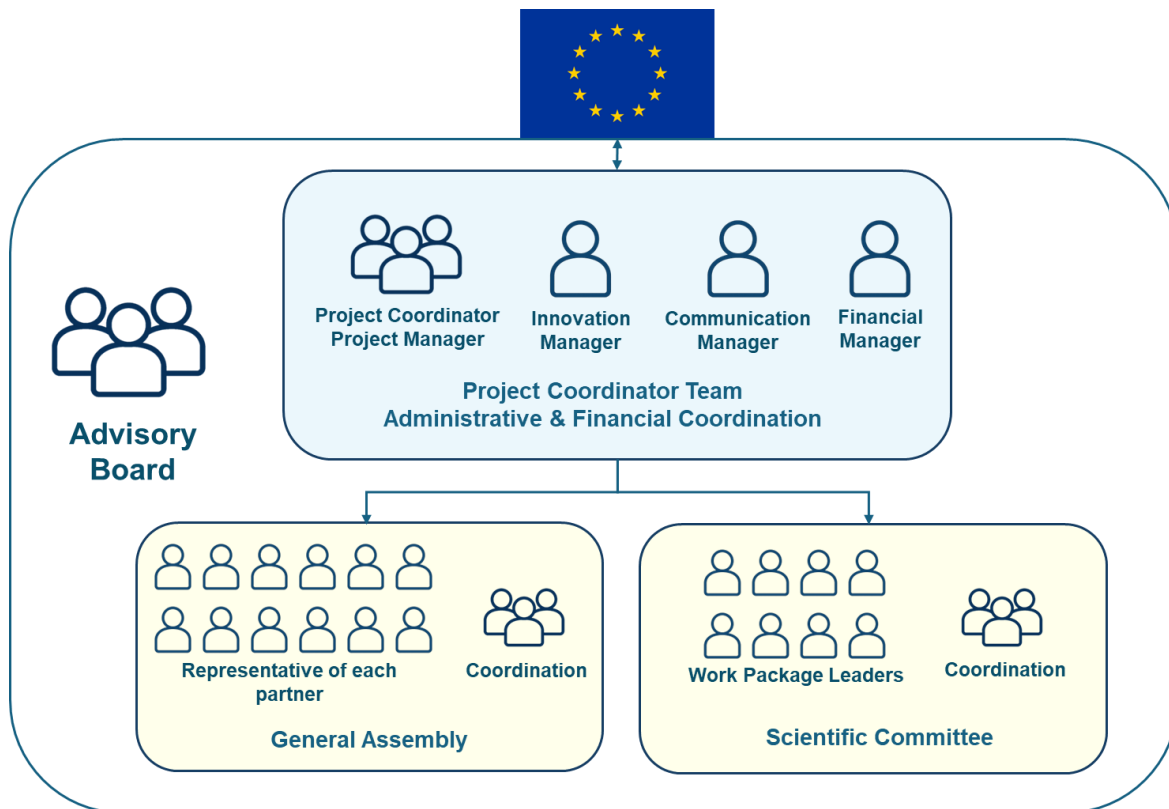 Project Coordinator
Project Manager
Innovation
Manager
Communication
Manager
Financial
Manager
Project Coordinator Team
Administrative & Financial Coordination
Advisory
Board
Representative of each
partner
Coordination
General Assembly
Work Package Leaders
Coordination
Scientific Committee